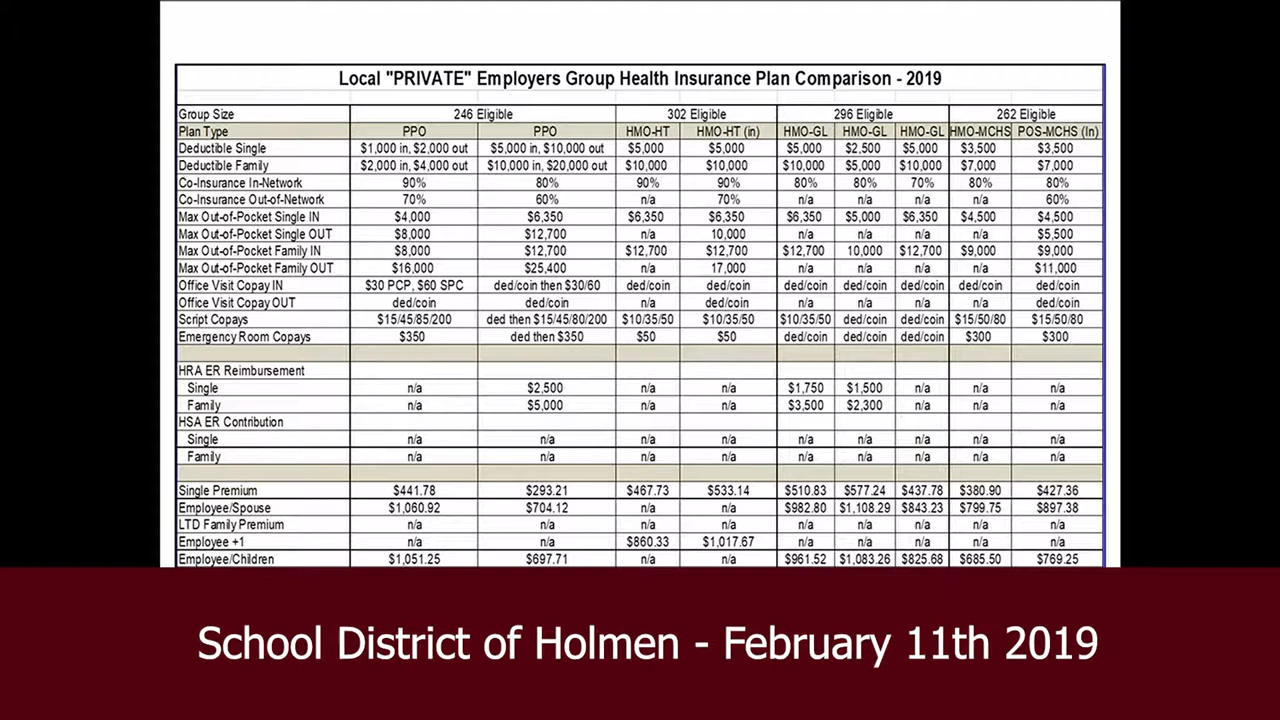 Local "PRIVATE" Employers Group Health Insurance Plan Comparison - 2019
Group Size 246 Eligible 302 Eligible 296 Eligible 262 Eligible
Plan Type PPO PPO HMO-HT HMO-HT (in) HMO-GL HMO-GL HMO-GL HMO-MCHS POS-MCHS (In)
Deductible Single $1,000 in, $2,000 out $5,000 in, $10,000 out $5,000 $5,000 $5,000 $2,500 $5,000 $3,500 $3,500
Deductible Family $2,000 in, $4,000 out $10,000 in, $20,000 out $10,000 $10,000 $10,000 $5,000 $10,000 $7,000 $7,000
Co-Insurance In-Network 90% 80% 90% 90% 80% 80% 70% 80% 80%
Co-Insurance Out-of-Network 70% 60% n/a 70% n/a n/a n/a n/a 60%
Max Out-of-Pocket Single IN $4,000 $6,350 $6,350 $6,350 $6,350 $5,000 $6,350 $4,500 $4,500
Max Out-of-Pocket Single OUT $8,000 $12,700 n/a 10,000 n/a n/a n/a n/a $5,500
Max Out-of-Pocket Family IN $8,000 $12,700 $12,700 $12,700 $12,700 10,000 $12,700 $9,000 $9,000
Max Out-of-Pocket Family OUT $16,000 $25,400 n/a 17,000 n/a n/a n/a n/a $11,000
Office Visit Copay IN $30 PCP, $60 SPC ded/coin then $30/60 ded/coin ded/coin ded/coin ded/coin ded/coin ded/coin ded/coin
Office Visit Copay OUT ded/coin ded/coin n/a ded/coin n/a n/a n/a n/a ded/coin
Script Copays $15/45/85/200 ded then $15/45/80/200 $10/35/50 $10/35/50 $10/35/50 ded/coin ded/coin $15/50/80 $15/50/80
Emergency Room Copays $350 ded then $350 $50 $50 ded/coin ded/coin ded/coin $300 $300
HRA ER Reimbursement
Single n/a $2,500 n/a n/a $1,750 $1,500 n/a n/a n/a
Family n/a $5,000 n/a n/a $3,500 $2,300 n/a n/a n/a
HSA ER Contribution
Single n/a n/a n/a n/a n/a n/a n/a n/a n/a
Family n/a n/a n/a n/a n/a n/a n/a n/a n/a
Single Premium $441.78 $293.21 $467.73 $533.14 $510.83 $577.24 $437.78 $380.90 $427.36
Employee/Spouse $1,060.92 $704.12 n/a n/a $982.80 $1,108.29 $843.23 $799.75 $897.38
LTD Family Premium n/a n/a n/a n/a n/a n/a n/a n/a n/a
Employee +1 n/a n/a $860.33 $1,017.67 n/a n/a n/a n/a n/a
Employee/Children $1,051.25 $697.71 n/a n/a $961.52 $1,083.26 $825.68 $685.50 $769.25
School District of Holmen - February 11th 2019